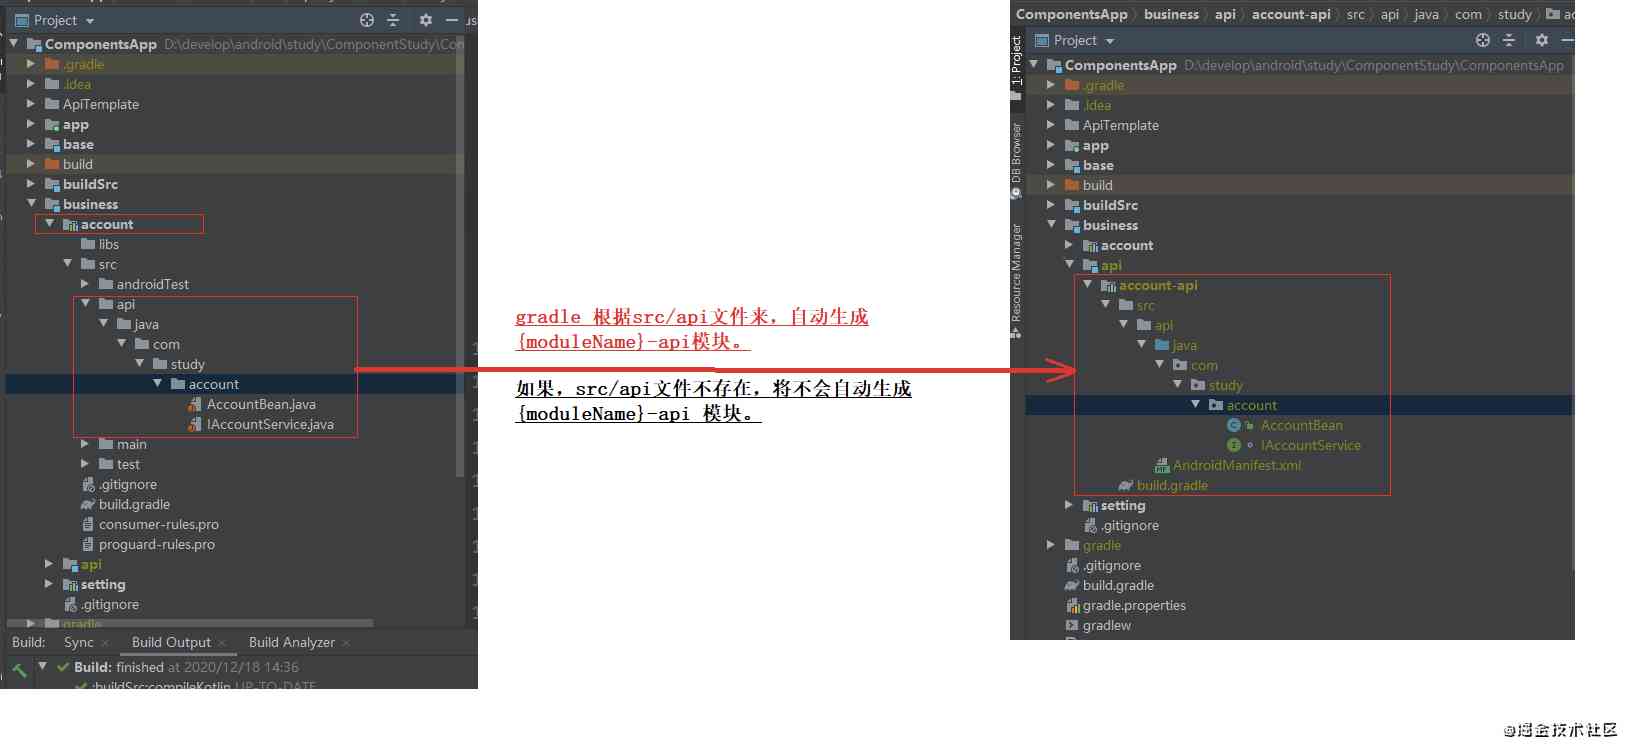 Project
ComponentsApp D:\develop\android\study\ComponentStudy\Con
.gradle
.idea
ApiTemplate
app
base
build
buildSrc
business
account
libs
src
androidTest
api
java
com
study
account
AccountBean.java
IAccountService.java
main
test
.gitignore
build.gradle
consumer-rules.pro
proguard-rules.pro
api
setting
.gitignore
gradle
Build: Sync × Build Output × Build Analyzer ×
Build: finished at 2020/12/18 14:36
:buildSrc:compileKotlin UP-TO-DATE
gradle 根据src/api文件来，自动生成
{moduleName}-api模块。
如果，src/api文件不存在，将不会自动生成
{moduleName}-api 模块。
ComponentsApp 〉 business 〉 api 〉 account-api 〉 src 〉 api 〉 java 〉 com 〉 study 〉 ac
1: Project
DB Browser
Resource Manager
Project
ComponentsApp D:\develop\android\study\ComponentStudy\ComponentsApp
.gradle
.idea
ApiTemplate
app
base
build
buildSrc
business
account
api
account-api
src
api
java
com
study
account
AccountBean
IAccountService
AndroidManifest.xml
build.gradle
setting
.gitignore
gradle
.gitignore
build.gradle
gradle.properties
gradlew
@掘金技术社区